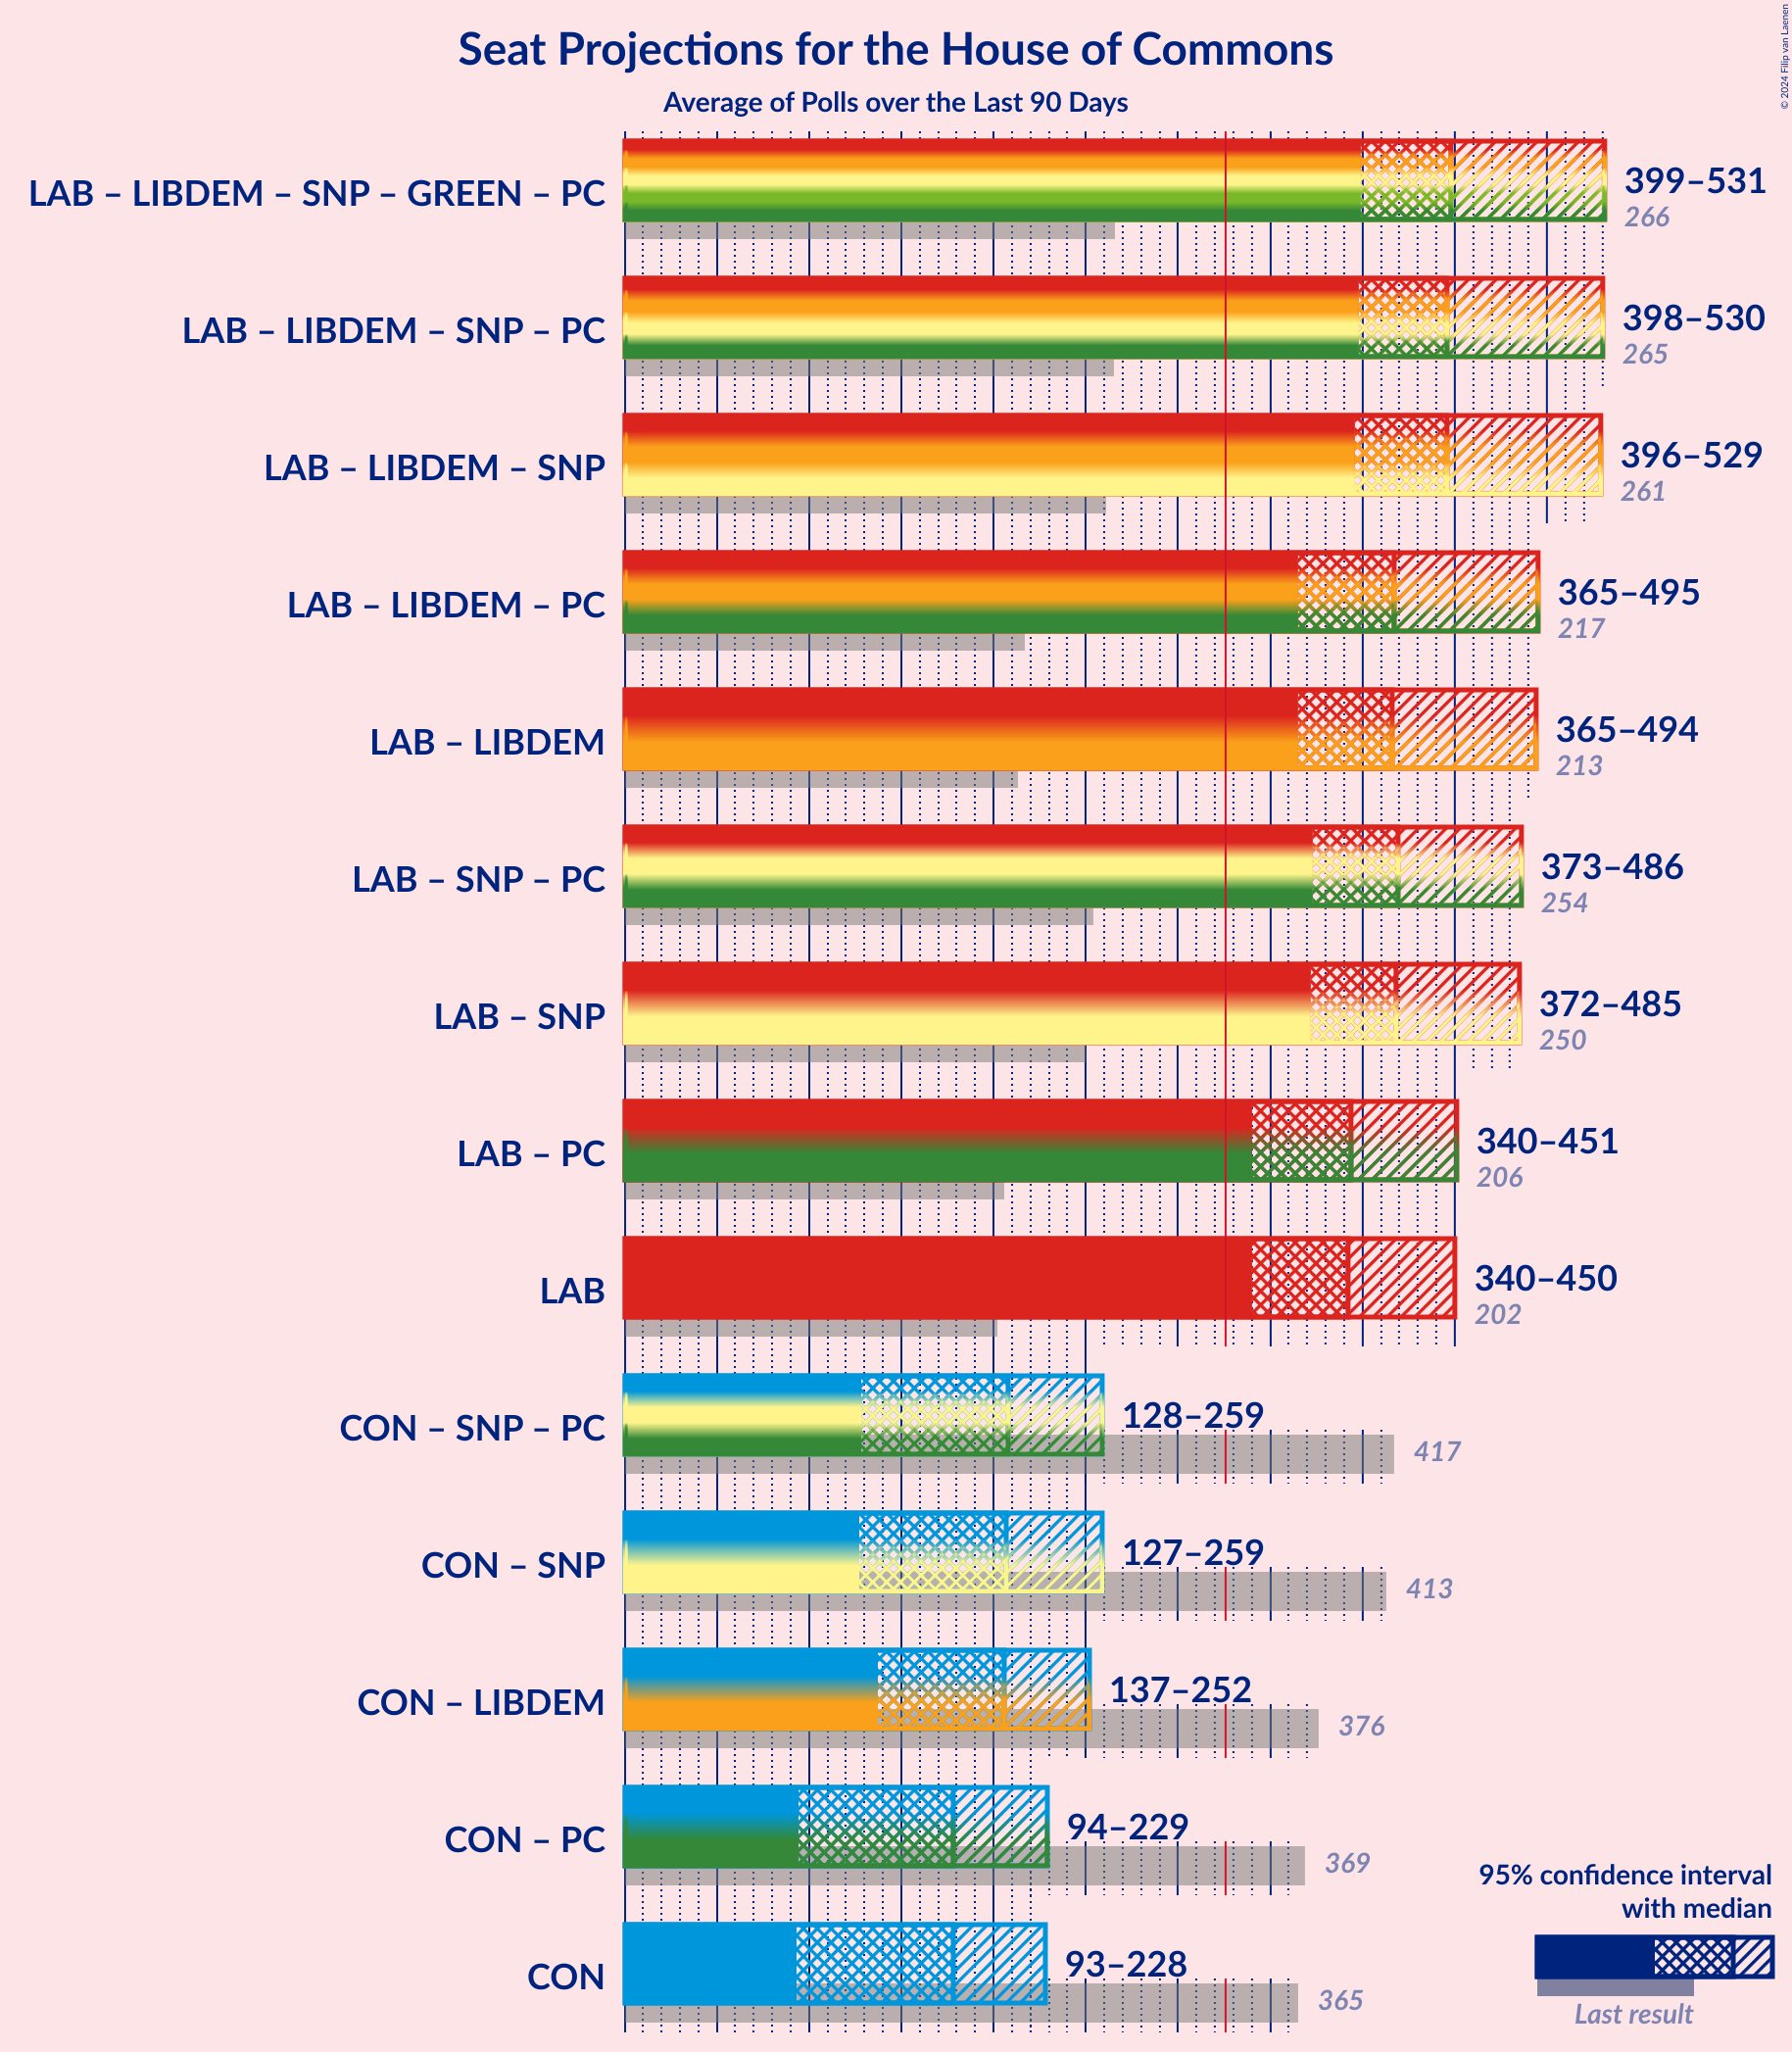 Seat Projections for the House of Commons
Average of Polls over the Last 90 Days
© 2024 Filip van Laenen
LAB – LIBDEM – SNP – GREEN – PC
399–531
266
LAB – LIBDEM – SNP – PC
398–530
265
LAB – LIBDEM – SNP
396–529
261
LAB – LIBDEM – PC
365–495
217
LAB – LIBDEM
365–494
213
LAB – SNP – PC
373–486
254
LAB – SNP
372–485
250
LAB – PC
340–451
206
LAB
340–450
202
CON – SNP – PC
128–259
417
CON – SNP
127–259
413
CON – LIBDEM
137–252
376
CON – PC
94–229
369
CON
93–228
365
95% confidence interval
with median
Last result